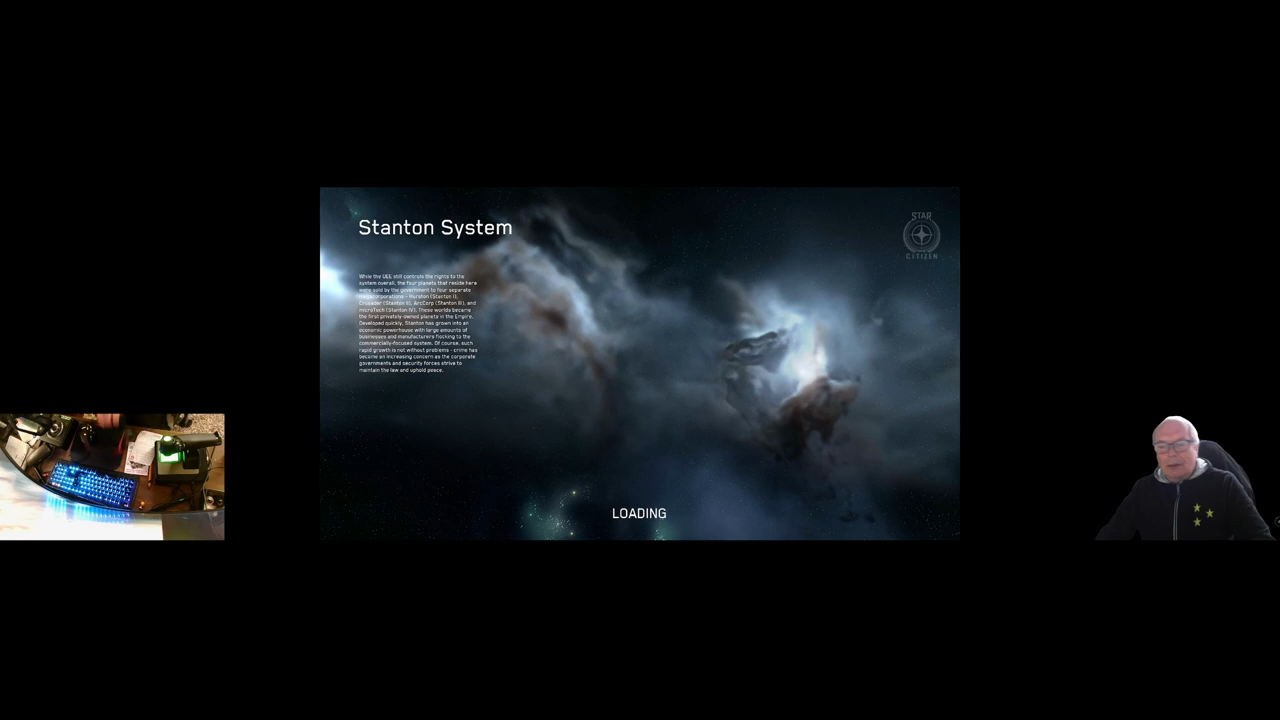 Stanton System
STAR
CITIZEN
While the UEE still controls the rights to the
system overall, the four planets that reside here
were sold by the government to four separate
megacorporations - Hurston (Stanton I),
Crusader (Stanton II), ArcCorp (Stanton III), and
microTech (Stanton IV). These worlds became
the first privately-owned planets in the Empire.
Developed quickly, Stanton has grown into an
economic powerhouse with large amounts of
businesses and manufacturers flocking to the
commercially-focused system. Of course, such
rapid growth is not without problems - crime has
become an increasing concern as the corporate
governments and security forces strive to
maintain the law and uphold peace.
LOADING